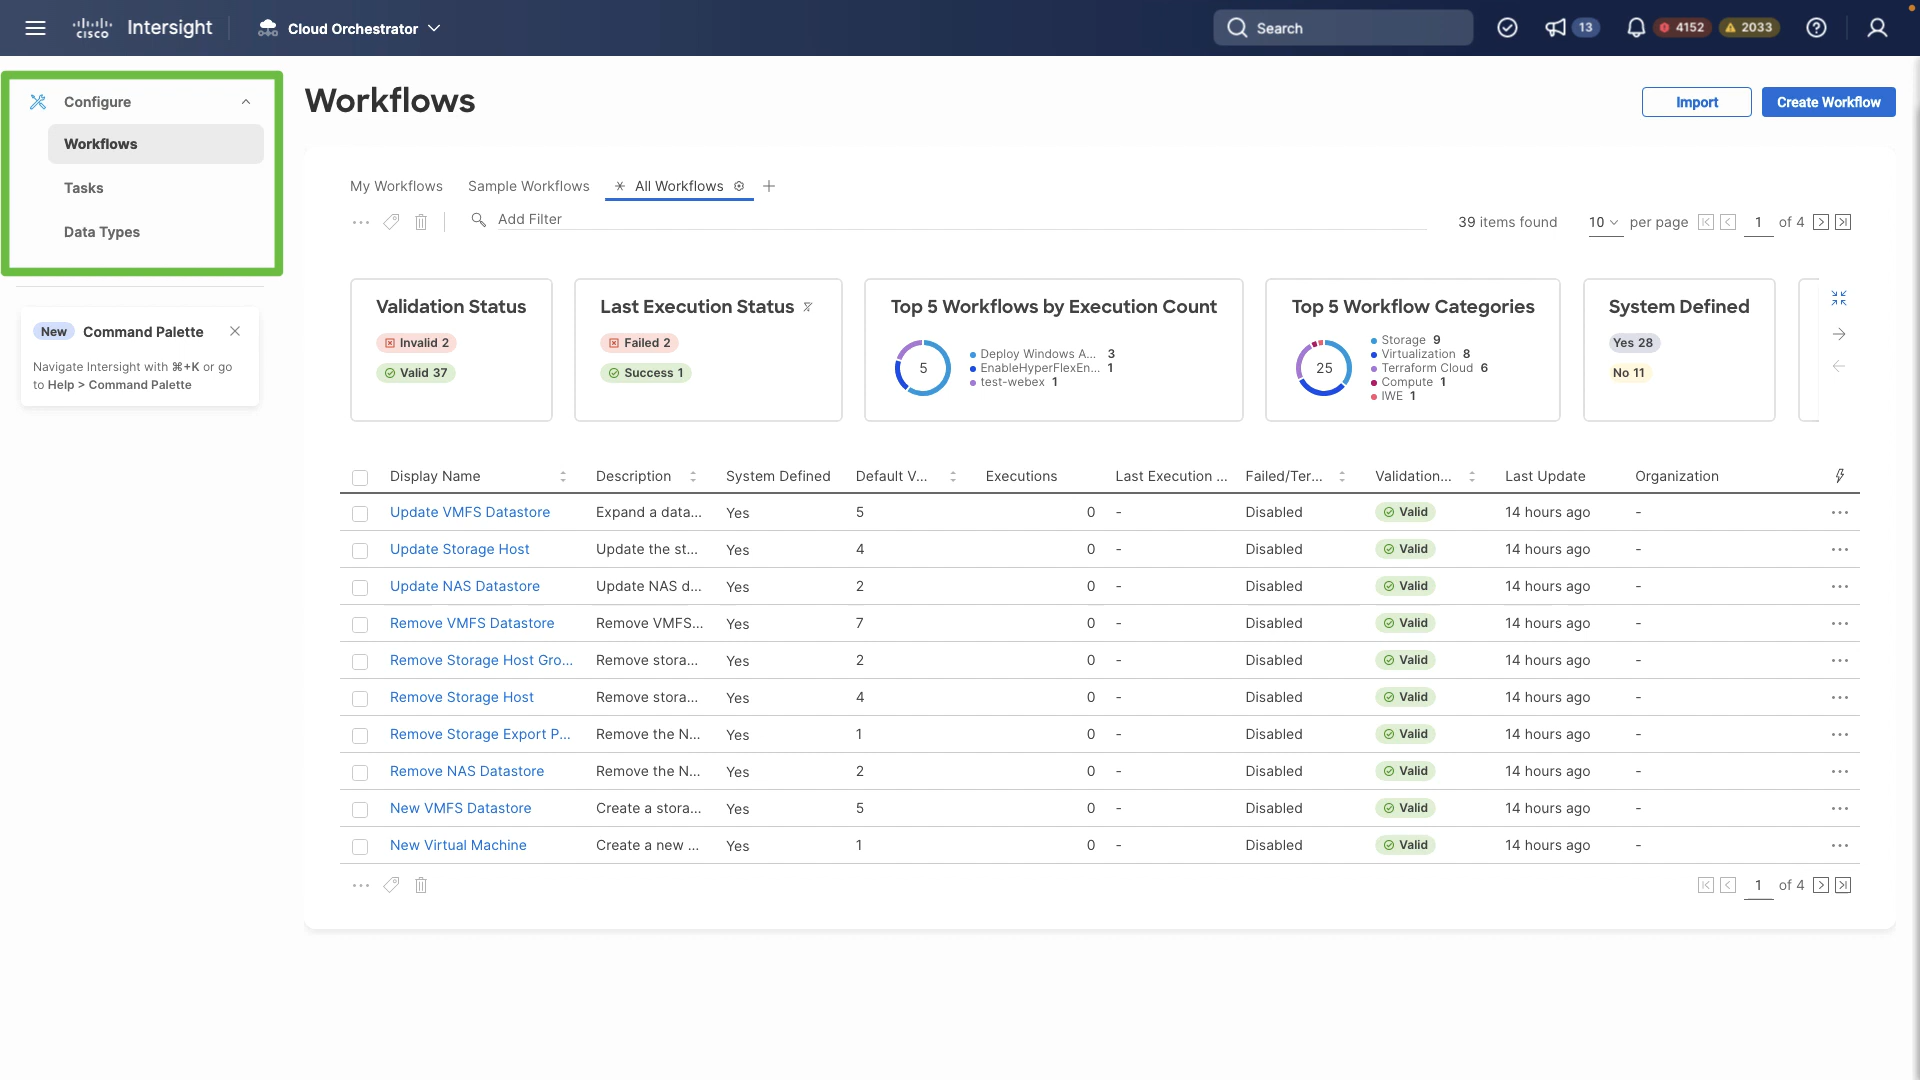 cisco Intersight Cloud Orchestrator Search 13 4152 2033
Configure
Workflows
Tasks
Data Types
New Command Palette
Navigate Intersight with ⌘+K or go
to Help > Command Palette
Workflows Import Create Workflow
My Workflows Sample Workflows All Workflows
Add Filter 39 items found 10 per page 1 of 4
Validation Status
Invalid 2
Valid 37
Last Execution Status
Failed 2
Success 1
Top 5 Workflows by Execution Count
5
Deploy Windows A... 3
EnableHyperFlexEn... 1
test-webex 1
Top 5 Workflow Categories
25
Storage 9
Virtualization 8
Terraform Cloud 6
Compute 1
IWE 1
System Defined
Yes 28
No 11
Display Name Description System Defined Default V... Executions Last Execution ... Failed/Ter... Validation... Last Update Organization
Update VMFS Datastore Expand a data... Yes 5 0 - Disabled Valid 14 hours ago -
Update Storage Host Update the st... Yes 4 0 - Disabled Valid 14 hours ago -
Update NAS Datastore Update NAS d... Yes 2 0 - Disabled Valid 14 hours ago -
Remove VMFS Datastore Remove VMFS... Yes 7 0 - Disabled Valid 14 hours ago -
Remove Storage Host Gro... Remove stora... Yes 2 0 - Disabled Valid 14 hours ago -
Remove Storage Host Remove stora... Yes 4 0 - Disabled Valid 14 hours ago -
Remove Storage Export P... Remove the N... Yes 1 0 - Disabled Valid 14 hours ago -
Remove NAS Datastore Remove the N... Yes 2 0 - Disabled Valid 14 hours ago -
New VMFS Datastore Create a stora... Yes 5 0 - Disabled Valid 14 hours ago -
New Virtual Machine Create a new ... Yes 1 0 - Disabled Valid 14 hours ago -
1 of 4